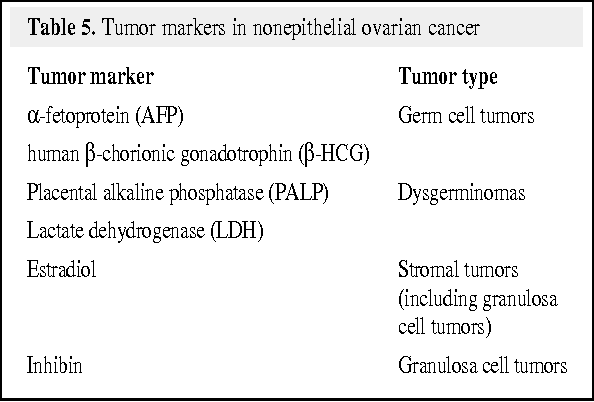 Table 5. Tumor markers in nonepithelial ovarian cancer
Tumor marker Tumor type
α-fetoprotein (AFP) Germ cell tumors
human β-chorionic gonadotrophin (β-HCG)
Placental alkaline phosphatase (PALP) Dysgerminomas
Lactate dehydrogenase (LDH)
Estradiol Stromal tumors
(including granulosa
cell tumors)
Inhibin Granulosa cell tumors